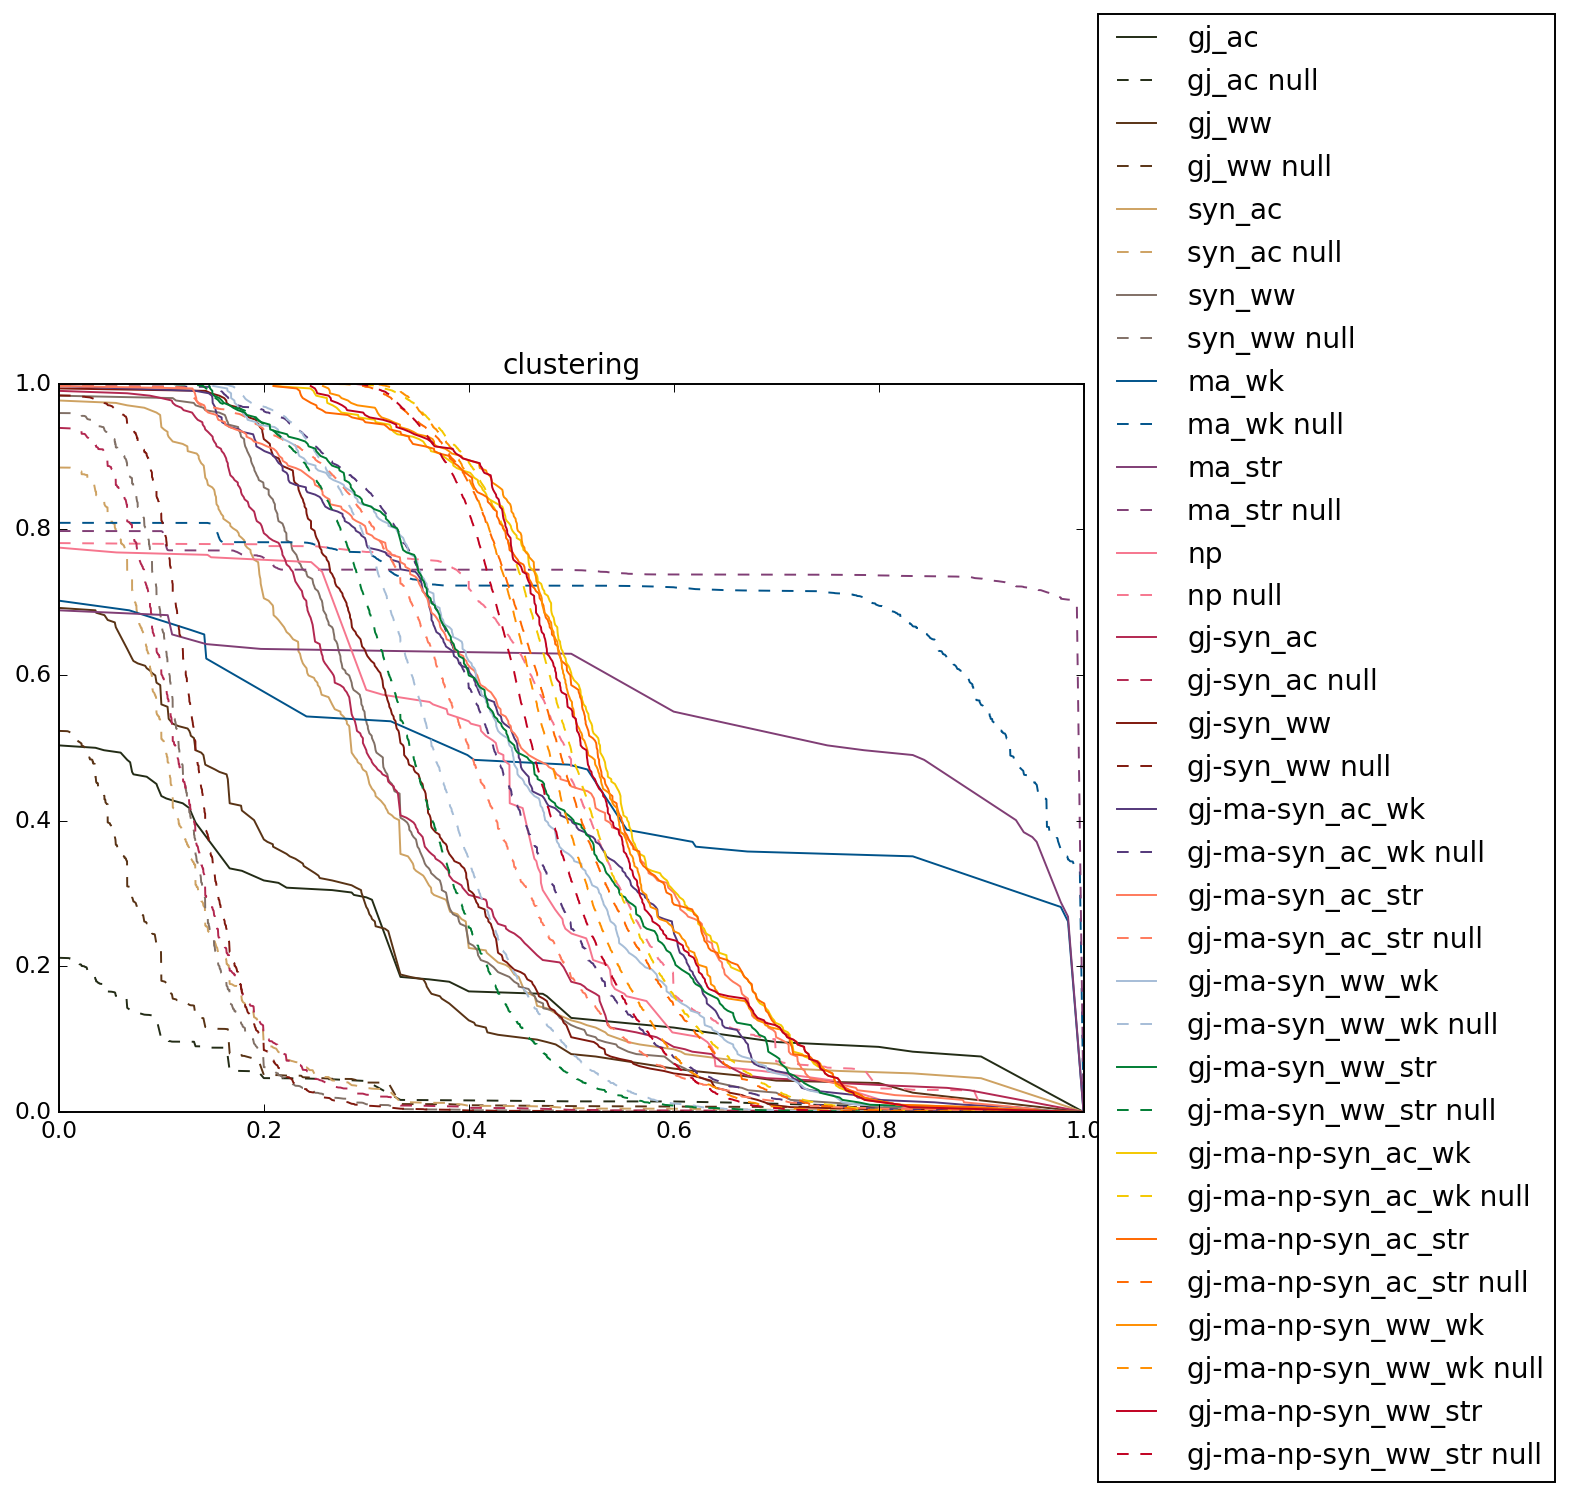 clustering
1.0
0.8
0.6
0.4
0.2
0.0
0.0
0.2
0.4
0.6
0.8
1.0
gj_ac
gj_ac null
gj_ww
gj_ww null
syn_ac
syn_ac null
syn_ww
syn_ww null
ma_wk
ma_wk null
ma_str
ma_str null
np
np null
gj-syn_ac
gj-syn_ac null
gj-syn_ww
gj-syn_ww null
gj-ma-syn_ac_wk
gj-ma-syn_ac_wk null
gj-ma-syn_ac_str
gj-ma-syn_ac_str null
gj-ma-syn_ww_wk
gj-ma-syn_ww_wk null
gj-ma-syn_ww_str
gj-ma-syn_ww_str null
gj-ma-np-syn_ac_wk
gj-ma-np-syn_ac_wk null
gj-ma-np-syn_ac_str
gj-ma-np-syn_ac_str null
gj-ma-np-syn_ww_wk
gj-ma-np-syn_ww_wk null
gj-ma-np-syn_ww_str
gj-ma-np-syn_ww_str null